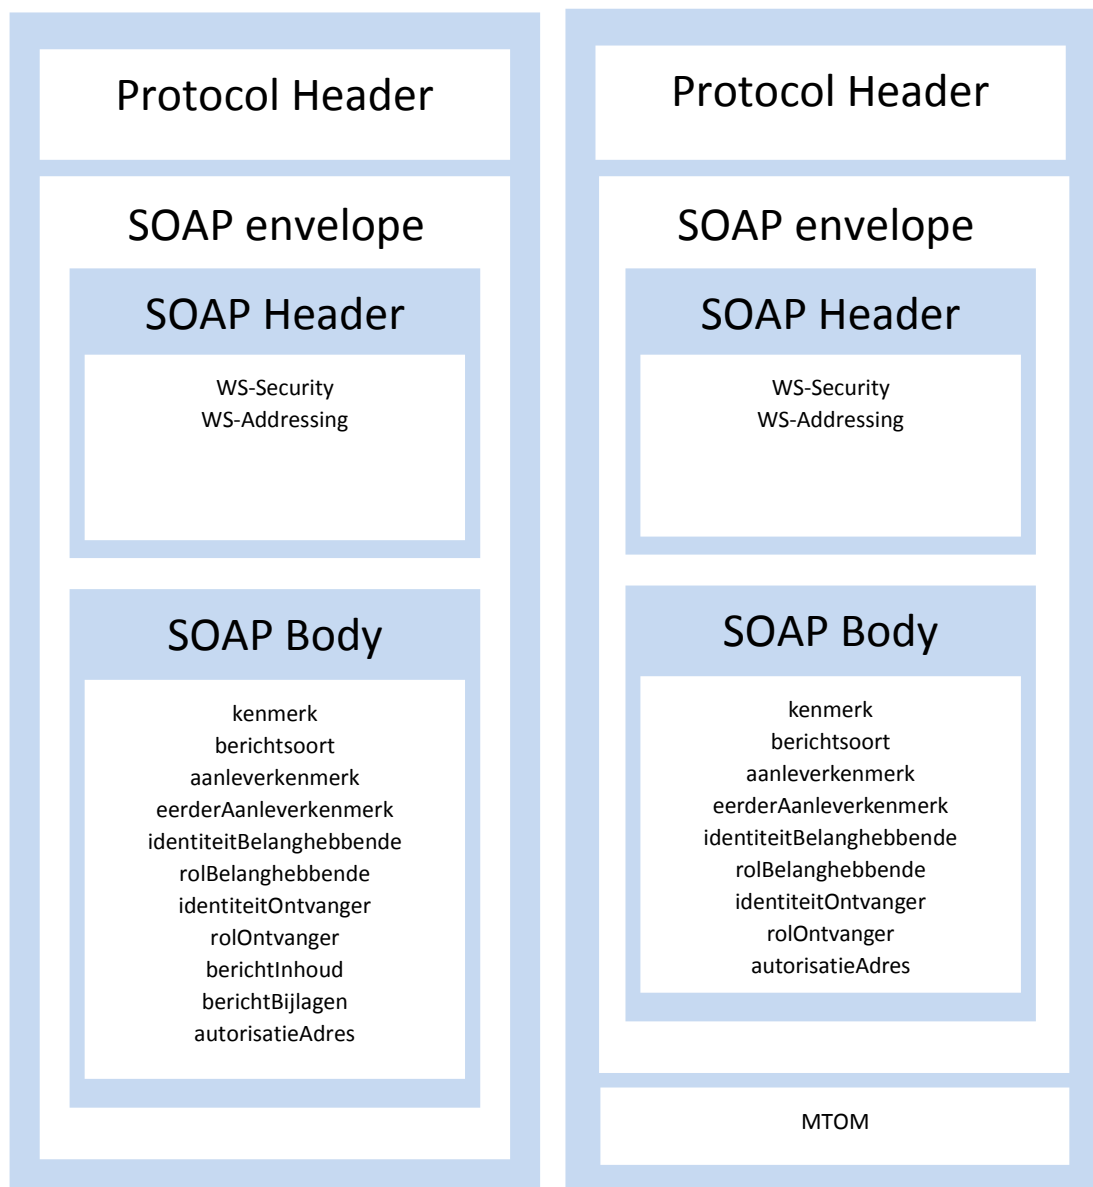 Protocol Header
SOAP envelope
SOAP Header
WS-Security
WS-Addressing
SOAP Body
kenmerk
berichtsoort
aanleverkenmerk
eerderAanleverkenmerk
identiteitBelanghebbende
rolBelanghebbende
identiteitOntvanger
rolOntvanger
berichtInhoud
berichtBijlagen
autorisatieAdres
Protocol Header
SOAP envelope
SOAP Header
WS-Security
WS-Addressing
SOAP Body
kenmerk
berichtsoort
aanleverkenmerk
eerderAanleverkenmerk
identiteitBelanghebbende
rolBelanghebbende
identiteitOntvanger
rolOntvanger
autorisatieAdres
MTOM